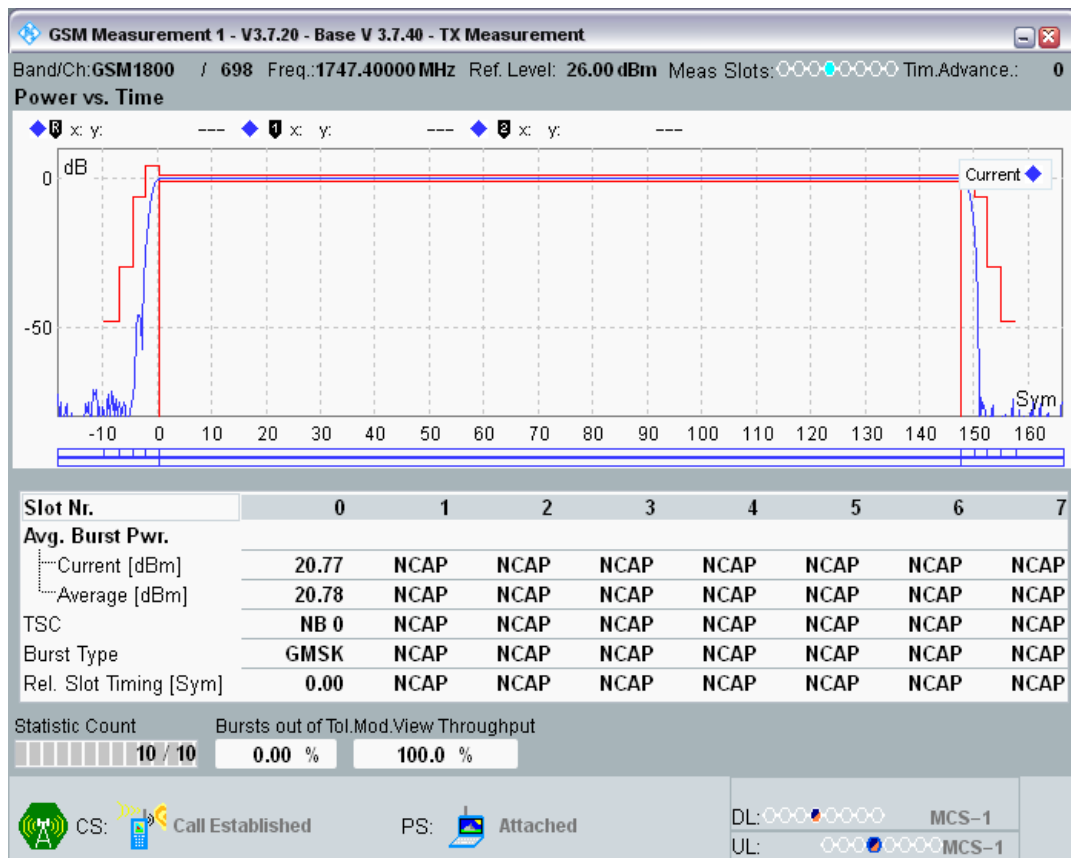 GSM Measurement 1 - V3.7.20 - Base V 3.7.40 - TX Measurement
Band/Ch:GSM1800 / 698 Freq.:1747.40000 MHz Ref. Level: 26.00 dBm Meas Slots: Tim.Advance.: 0
Power vs. Time
R x: y: --- 1 x: y: --- 2 x: y: ---
dB
Current
0
-50
Sym
-10 0 10 20 30 40 50 60 70 80 90 100 110 120 130 140 150 160
Slot Nr. 0 1 2 3 4 5 6 7
Avg. Burst Pwr.
Current [dBm] 20.77 NCAP NCAP NCAP NCAP NCAP NCAP NCAP
Average [dBm] 20.78 NCAP NCAP NCAP NCAP NCAP NCAP NCAP
TSC NB 0 NCAP NCAP NCAP NCAP NCAP NCAP NCAP
Burst Type GMSK NCAP NCAP NCAP NCAP NCAP NCAP NCAP
Rel. Slot Timing [Sym] 0.00 NCAP NCAP NCAP NCAP NCAP NCAP NCAP
Statistic Count Bursts out of Tol.Mod.View Throughput
10 / 10 0.00 % 100.0 %
CS: Call Established PS: Attached
DL: MCS-1
UL: MCS-1